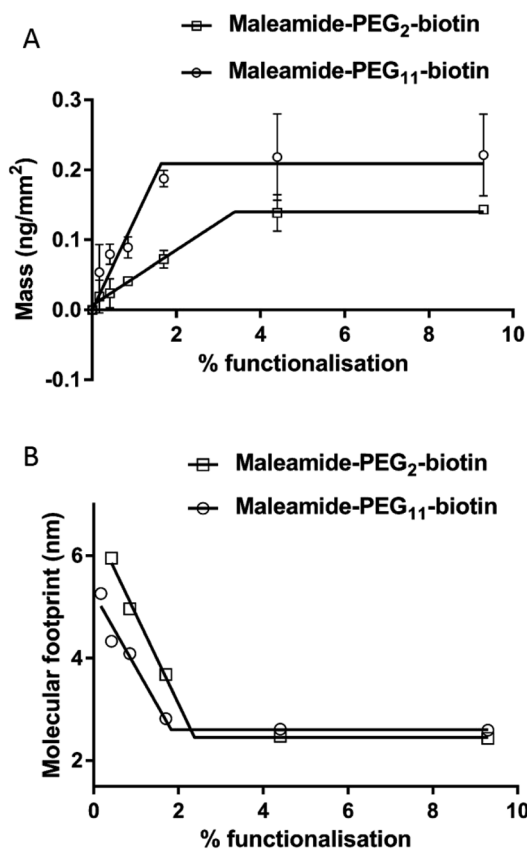 A
Maleamide-PEG2-biotin
Maleamide-PEG11-biotin
Mass (ng/mm2)
0.3
0.2
0.1
0.0
-0.1
2
4
6
8
10
% functionalisation
B
Maleamide-PEG2-biotin
Maleamide-PEG11-biotin
Molecular footprint (nm)
6
4
2
0
2
4
6
8
10
% functionalisation